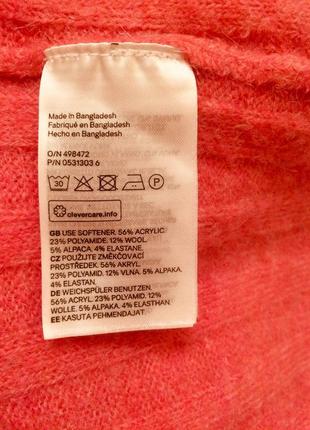 Made in Bangladesh
Fabriqué en Bangladesh
Hecho en Bangladesh
O/N 498472
P/N 0531303 6
30
P
clevercare.info
GB USE SOFTENER. 56% ACRYLIC.
23% POLYAMIDE. 12% WOOL.
5% ALPACA. 4% ELASTANE.
CZ POUŽIJTE ZMĚKČOVACÍ
PROSTŘEDEK. 56% AKRYL.
23% POLYAMID. 12% VLNA. 5% ALPAKA.
4% ELASTAN.
DE WEICHSPÜLER BENUTZEN.
56% ACRYL. 23% POLYAMID. 12%
WOLLE. 5% ALPAKA. 4% ELASTAN.
EE KASUTA PEHMENDAJAT.